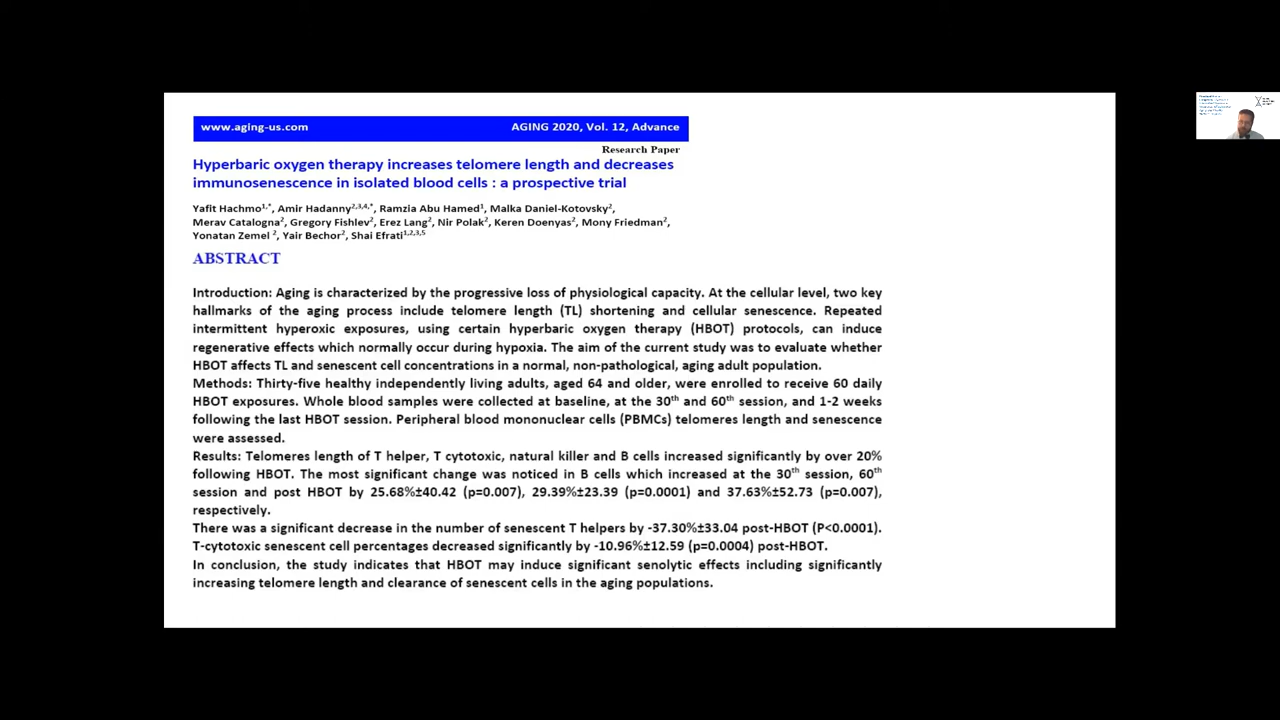 www.aging-us.com AGING 2020, Vol. 12, Advance
Research Paper
Hyperbaric oxygen therapy increases telomere length and decreases
immunosenescence in isolated blood cells : a prospective trial
Yafit Hachmo1,*, Amir Hadanny2,3,4,*, Ramzia Abu Hamed1, Malka Daniel-Kotovsky2,
Merav Catalogna2, Gregory Fishlev2, Erez Lang2, Nir Polak2, Keren Doenyas2, Mony Friedman2,
Yonatan Zemel 2, Yair Bechor2, Shai Efrati1,2,3,5
ABSTRACT
Introduction: Aging is characterized by the progressive loss of physiological capacity. At the cellular level, two key
hallmarks of the aging process include telomere length (TL) shortening and cellular senescence. Repeated
intermittent hyperoxic exposures, using certain hyperbaric oxygen therapy (HBOT) protocols, can induce
regenerative effects which normally occur during hypoxia. The aim of the current study was to evaluate whether
HBOT affects TL and senescent cell concentrations in a normal, non-pathological, aging adult population.
Methods: Thirty-five healthy independently living adults, aged 64 and older, were enrolled to receive 60 daily
HBOT exposures. Whole blood samples were collected at baseline, at the 30th and 60th session, and 1-2 weeks
following the last HBOT session. Peripheral blood mononuclear cells (PBMCs) telomeres length and senescence
were assessed.
Results: Telomeres length of T helper, T cytotoxic, natural killer and B cells increased significantly by over 20%
following HBOT. The most significant change was noticed in B cells which increased at the 30th session, 60th
session and post HBOT by 25.68%±40.42 (p=0.007), 29.39%±23.39 (p=0.0001) and 37.63%±52.73 (p=0.007),
respectively.
There was a significant decrease in the number of senescent T helpers by -37.30%±33.04 post-HBOT (P<0.0001).
T-cytotoxic senescent cell percentages decreased significantly by -10.96%±12.59 (p=0.0004) post-HBOT.
In conclusion, the study indicates that HBOT may induce significant senolytic effects including significantly
increasing telomere length and clearance of senescent cells in the aging populations.